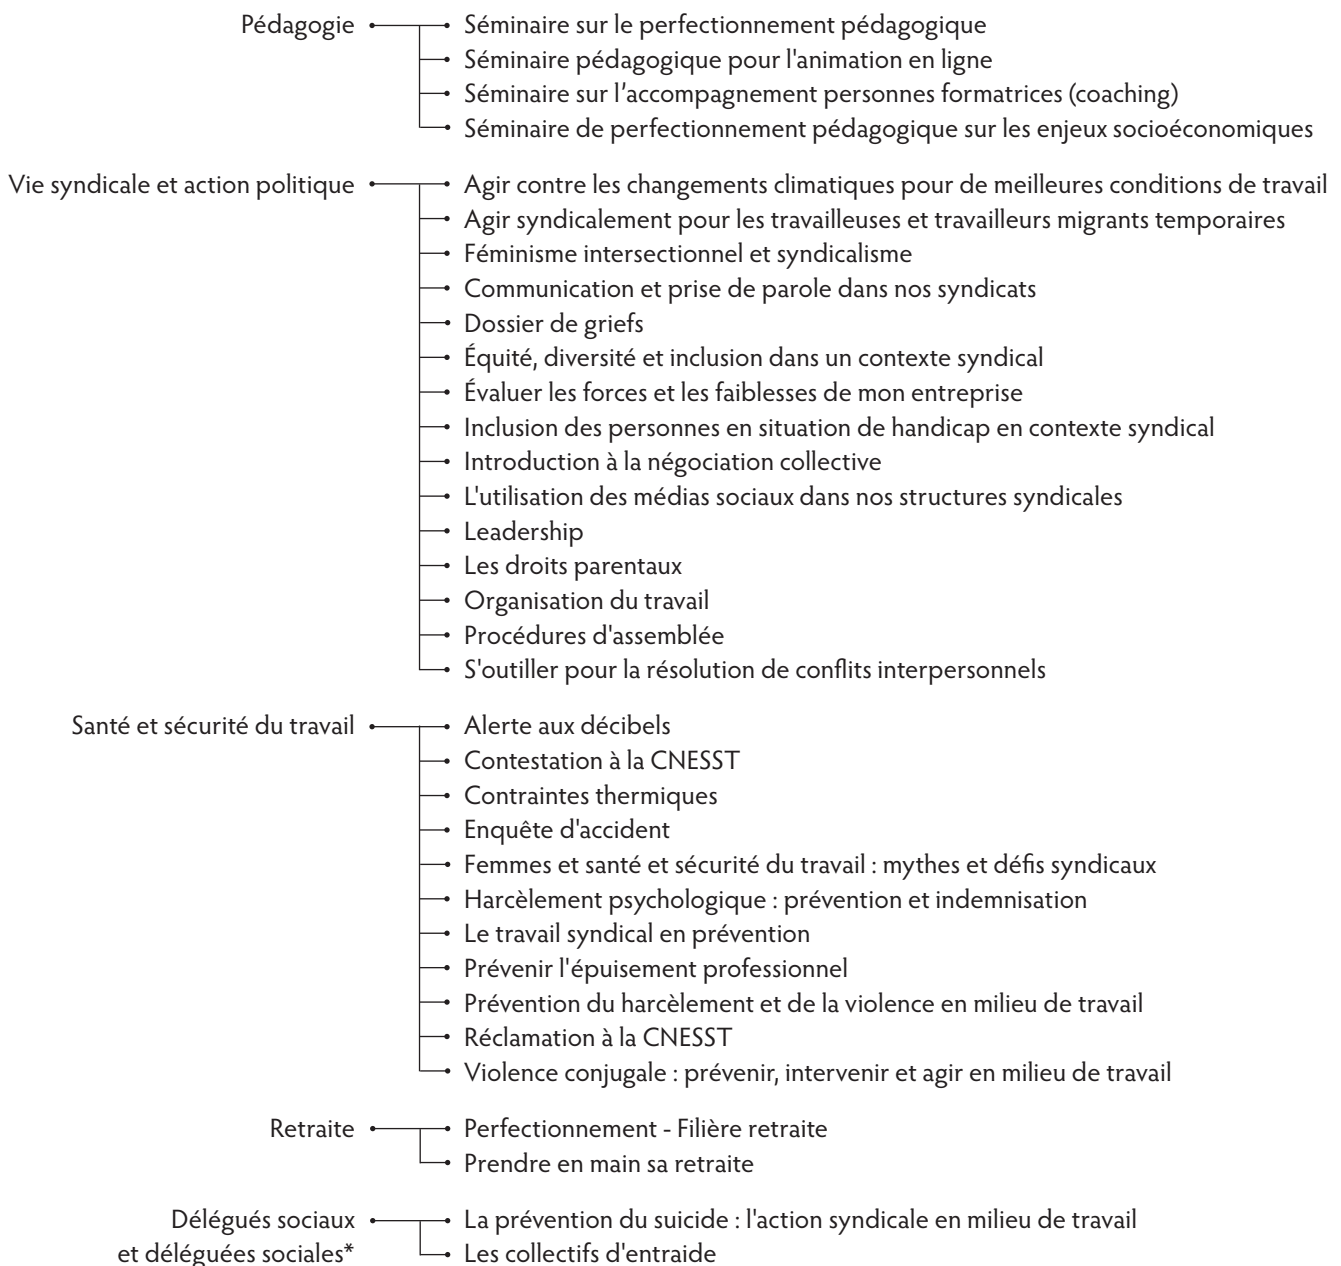 Pédagogie
Séminaire sur le perfectionnement pédagogique
Séminaire pédagogique pour l'animation en ligne
Séminaire sur l’accompagnement personnes formatrices (coaching)
Séminaire de perfectionnement pédagogique sur les enjeux socioéconomiques
Vie syndicale et action politique
Agir contre les changements climatiques pour de meilleures conditions de travail
Agir syndicalement pour les travailleuses et travailleurs migrants temporaires
Féminisme intersectionnel et syndicalisme
Communication et prise de parole dans nos syndicats
Dossier de griefs
Équité, diversité et inclusion dans un contexte syndical
Évaluer les forces et les faiblesses de mon entreprise
Inclusion des personnes en situation de handicap en contexte syndical
Introduction à la négociation collective
L'utilisation des médias sociaux dans nos structures syndicales
Leadership
Les droits parentaux
Organisation du travail
Procédures d'assemblée
S'outiller pour la résolution de conflits interpersonnels
Santé et sécurité du travail
Alerte aux décibels
Contestation à la CNESST
Contraintes thermiques
Enquête d'accident
Femmes et santé et sécurité du travail : mythes et défis syndicaux
Harcèlement psychologique : prévention et indemnisation
Le travail syndical en prévention
Prévenir l'épuisement professionnel
Prévention du harcèlement et de la violence en milieu de travail
Réclamation à la CNESST
Violence conjugale : prévenir, intervenir et agir en milieu de travail
Retraite
Perfectionnement - Filière retraite
Prendre en main sa retraite
Délégués sociaux
et déléguées sociales*
La prévention du suicide : l'action syndicale en milieu de travail
Les collectifs d'entraide